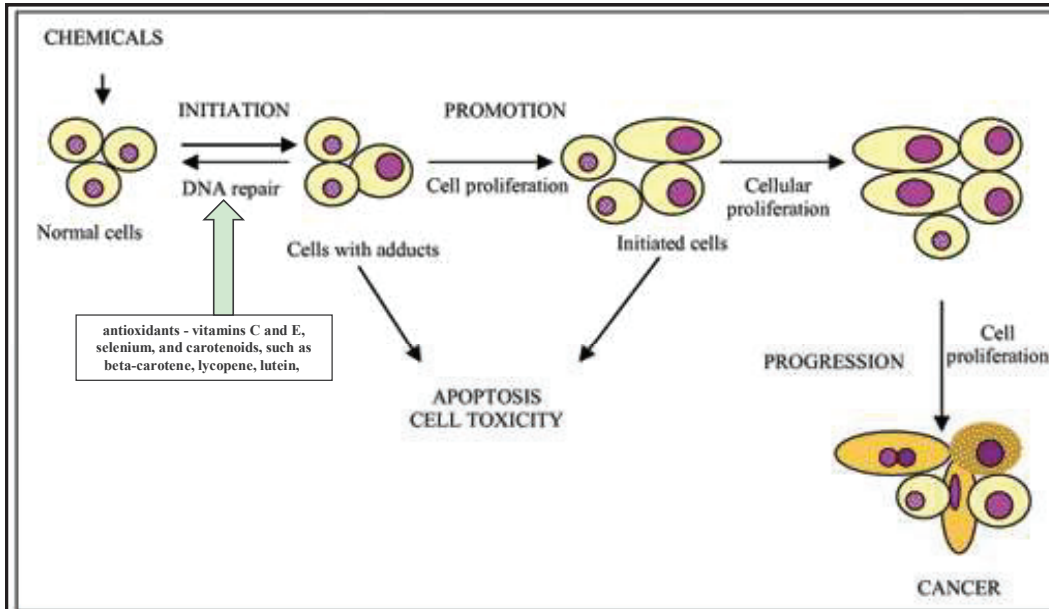 CHEMICALS
INITIATION
PROMOTION
DNA repair
Cell proliferation
Cellular
proliferation
Normal cells
Cells with adducts
Initiated cells
antioxidants - vitamins C and E,
selenium, and carotenoids, such as
beta-carotene, lycopene, lutein,
APOPTOSIS
CELL TOXICITY
PROGRESSION
Cell
proliferation
CANCER